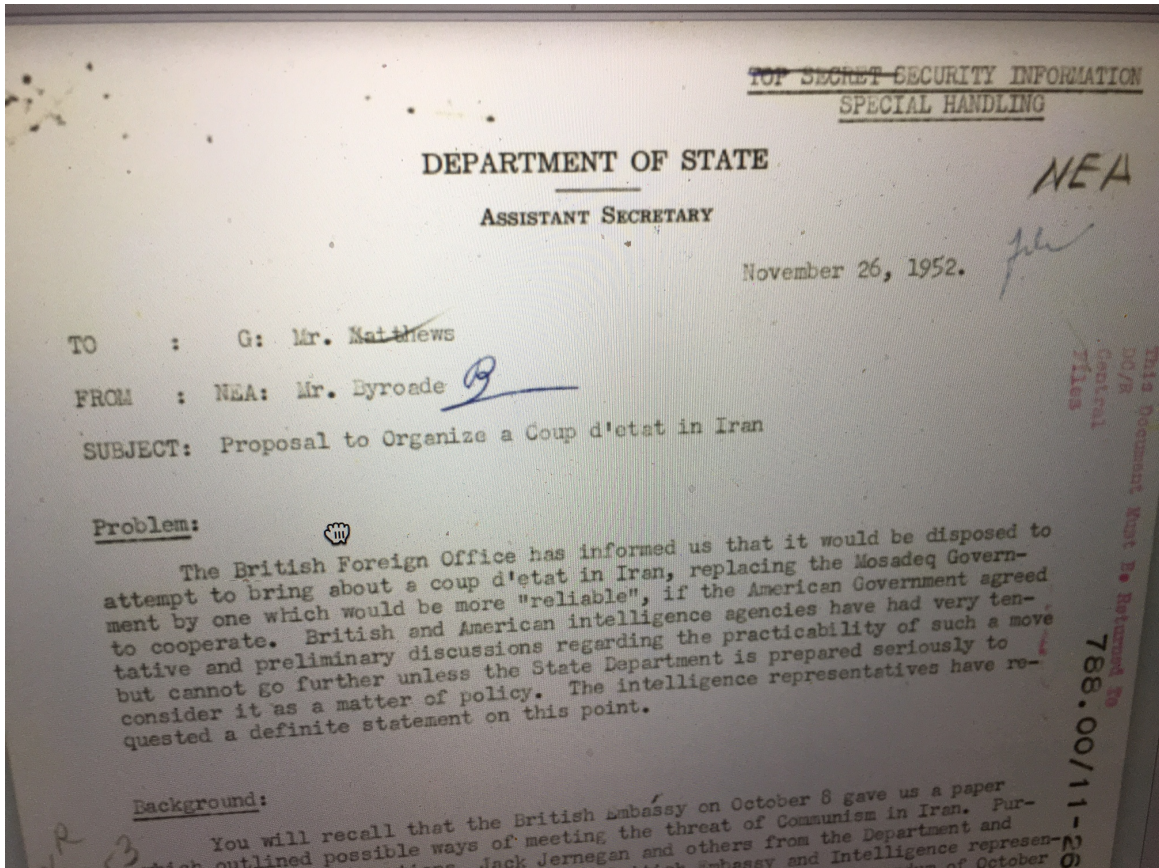 TOP SECRET SECURITY INFORMATION
SPECIAL HANDLING
DEPARTMENT OF STATE
ASSISTANT SECRETARY
NEA
November 26, 1952.
TO : G: Mr. Matthews
FROM : NEA: Mr. Byroade
SUBJECT: Proposal to Organize a Coup d'etat in Iran
This Document Must Be Returned to
DC/R
Central
Files
788.00/11-26
Problem:
The British Foreign Office has informed us that it would be disposed to
attempt to bring about a coup d'etat in Iran, replacing the Mosadeq Govern-
ment by one which would be more "reliable", if the American Government agreed
to cooperate. British and American intelligence agencies have had very ten-
tative and preliminary discussions regarding the practicability of such a move
but cannot go further unless the State Department is prepared seriously to
consider it as a matter of policy. The intelligence representatives have re-
quested a definite statement on this point.
Background:
You will recall that the British Embassy on October 8 gave us a paper
which outlined possible ways of meeting the threat of Communism in Iran. Pur-
Jack Jernegan and others from the Department and
Embassy and Intelligence represen-
of October